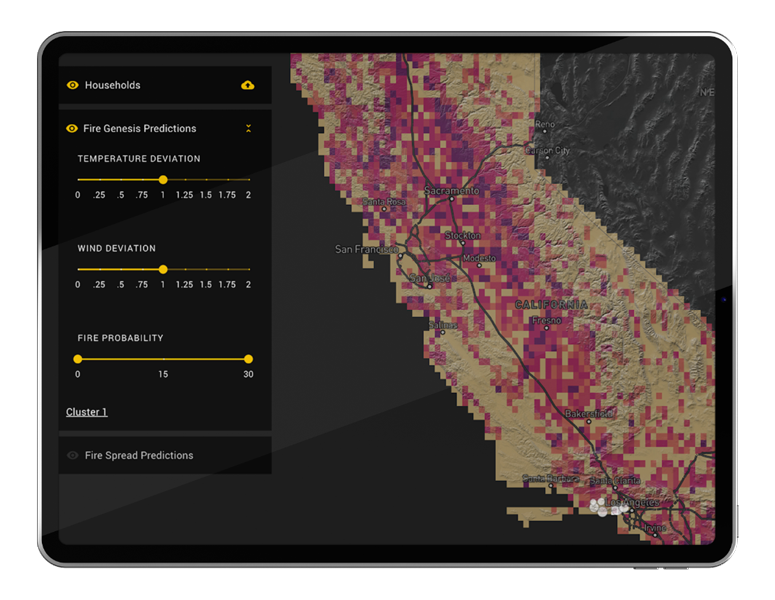 Households
Fire Genesis Predictions
TEMPERATURE DEVIATION
0 .25 .5 .75 1 1.25 1.5 1.75 2
WIND DEVIATION
0 .25 .5 .75 1 1.25 1.5 1.75 2
FIRE PROBABILITY
0 15 30
Cluster 1
Fire Spread Predictions
NE
Reno
Carson City
Sacramento
Santa Rosa
Stockton
San Francisco
Modesto
San Jose
CALIFORNIA
Fresno
Salinas
Bakersfield
Santa Barbara
Santa Clarita
Los Angeles
Irvine